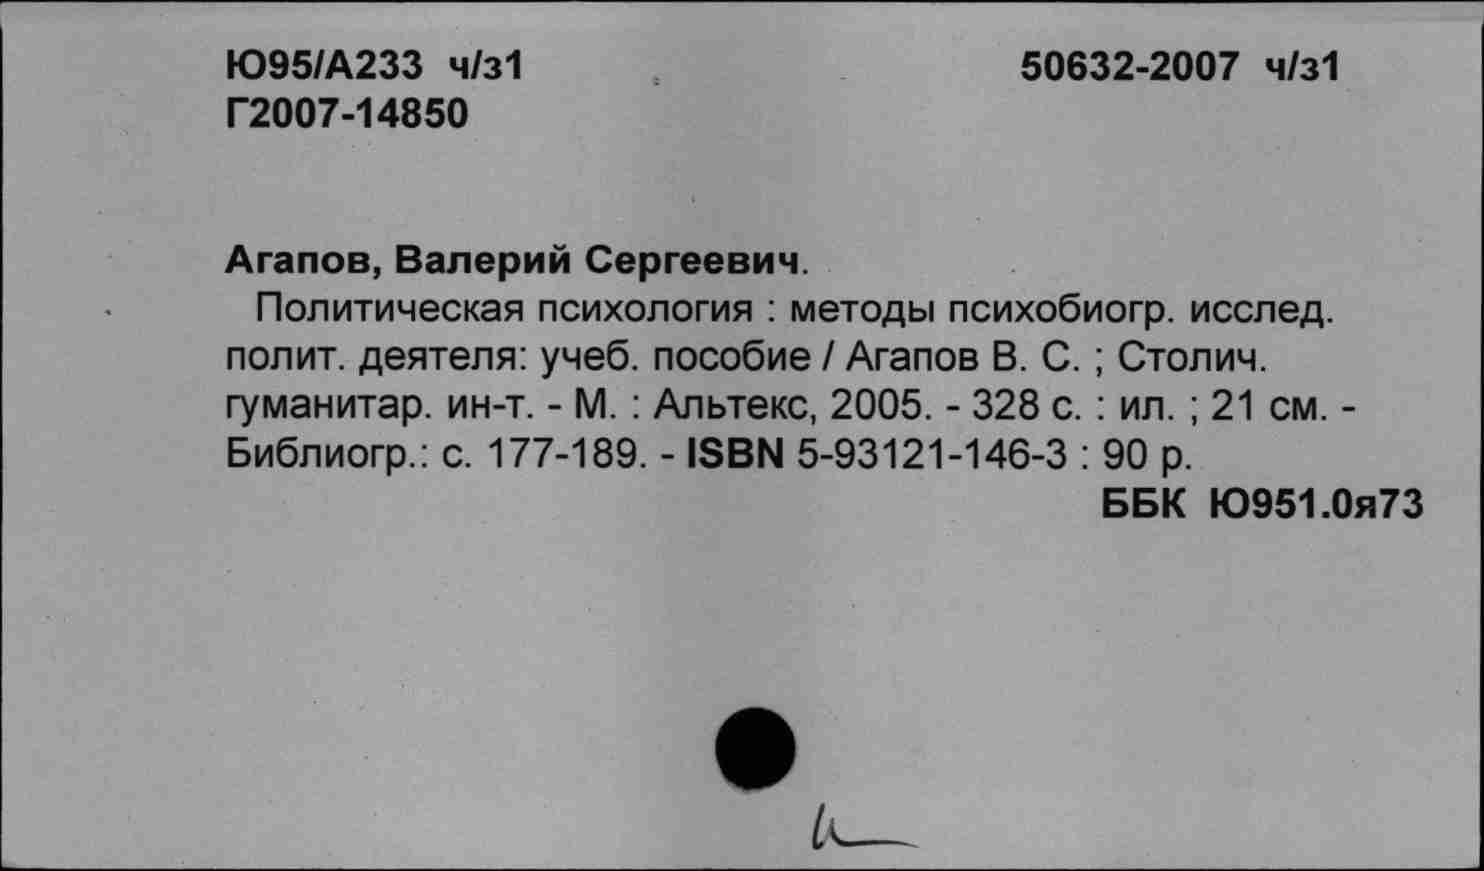 Ю95/А233 ч/з1 50632-2007 ч/з1
Г2007-14850
Агапов, Валерий Сергеевич.
Политическая психология : методы психобиогр. исслед.
полит. деятеля: учеб. пособие / Агапов В. С. ; Столич.
гуманитар. ин-т. - М. : Альтекс, 2005. - 328 с. : ил. ; 21 см. -
Библиогр.: с. 177-189. - ISBN 5-93121-146-3 : 90 р.
ББК Ю951.0я73